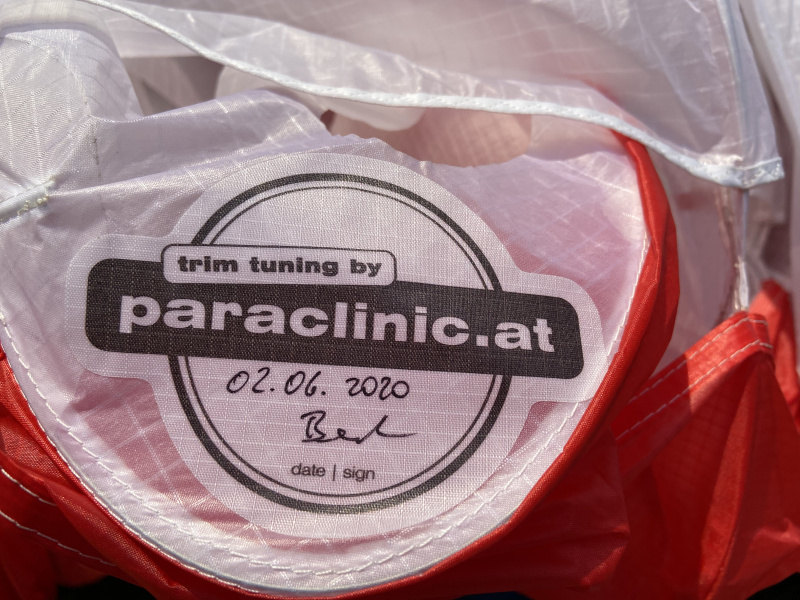 trim tuning by
paraclinic.at
02.06. 2020
date | sign